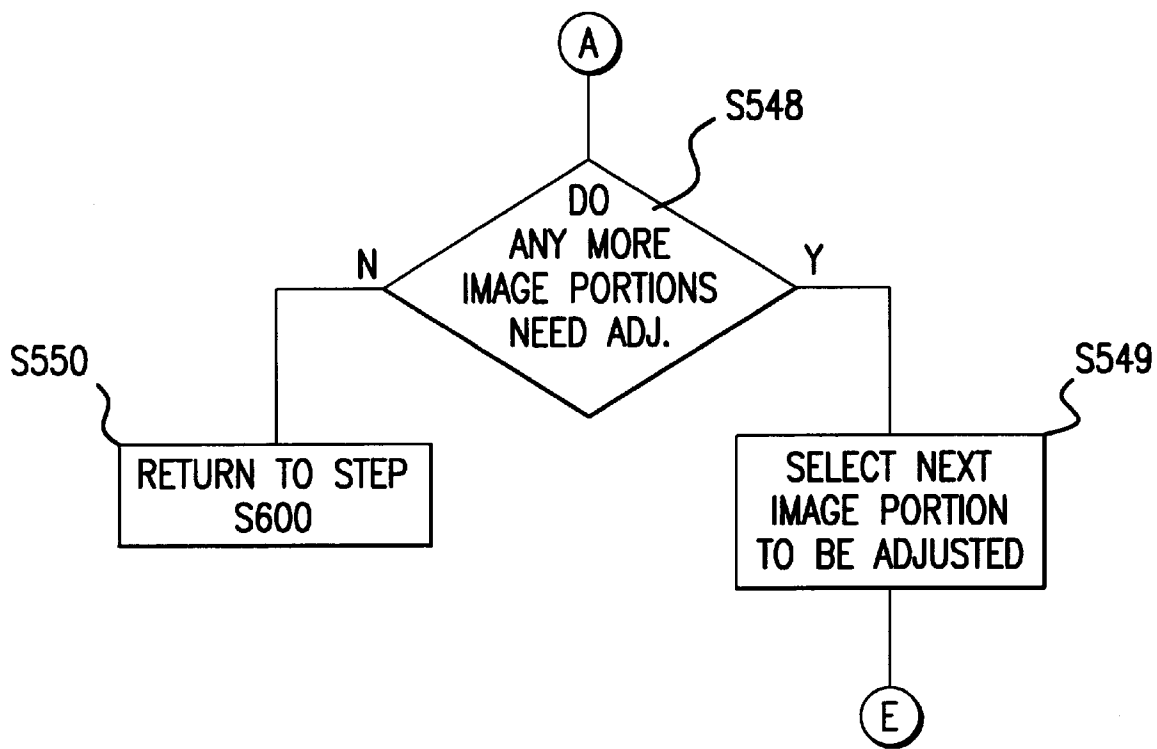 A
S548
DO
ANY MORE
IMAGE PORTIONS
NEED ADJ.
N
Y
S550
RETURN TO STEP
S600
S549
SELECT NEXT
IMAGE PORTION
TO BE ADJUSTED
E